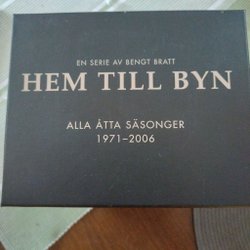 EN SERIE AV BENGT BRATT
HEM TILL BYN
ALLA ÅTTA SÄSONGER
1971–2006